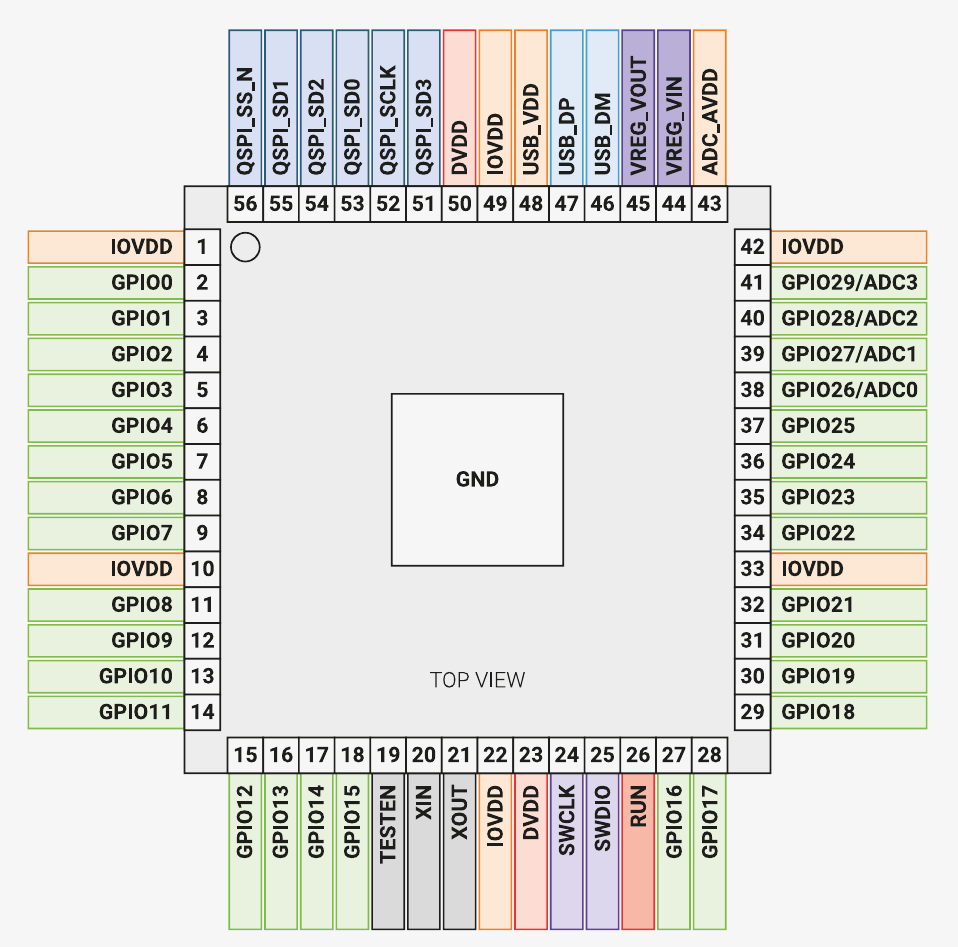 QSPI_SS_N QSPI_SD1 QSPI_SD2 QSPI_SD0 QSPI_SCLK QSPI_SD3 DVDD IOVDD USB_VDD USB_DP USB_DM VREG_VOUT VREG_VIN ADC_AVDD
56 55 54 53 52 51 50 49 48 47 46 45 44 43
IOVDD 1 42 IOVDD
GPIO0 2 41 GPIO29/ADC3
GPIO1 3 40 GPIO28/ADC2
GPIO2 4 39 GPIO27/ADC1
GPIO3 5 38 GPIO26/ADC0
GPIO4 6 37 GPIO25
GPIO5 7 36 GPIO24
GND
GPIO6 8 35 GPIO23
GPIO7 9 34 GPIO22
IOVDD 10 33 IOVDD
GPIO8 11 32 GPIO21
GPIO9 12 31 GPIO20
GPIO10 13 TOP VIEW 30 GPIO19
GPIO11 14 29 GPIO18
15 16 17 18 19 20 21 22 23 24 25 26 27 28
GPIO12 GPIO13 GPIO14 GPIO15 TESTEN XIN XOUT IOVDD DVDD SWCLK SWDIO RUN GPIO16 GPIO17